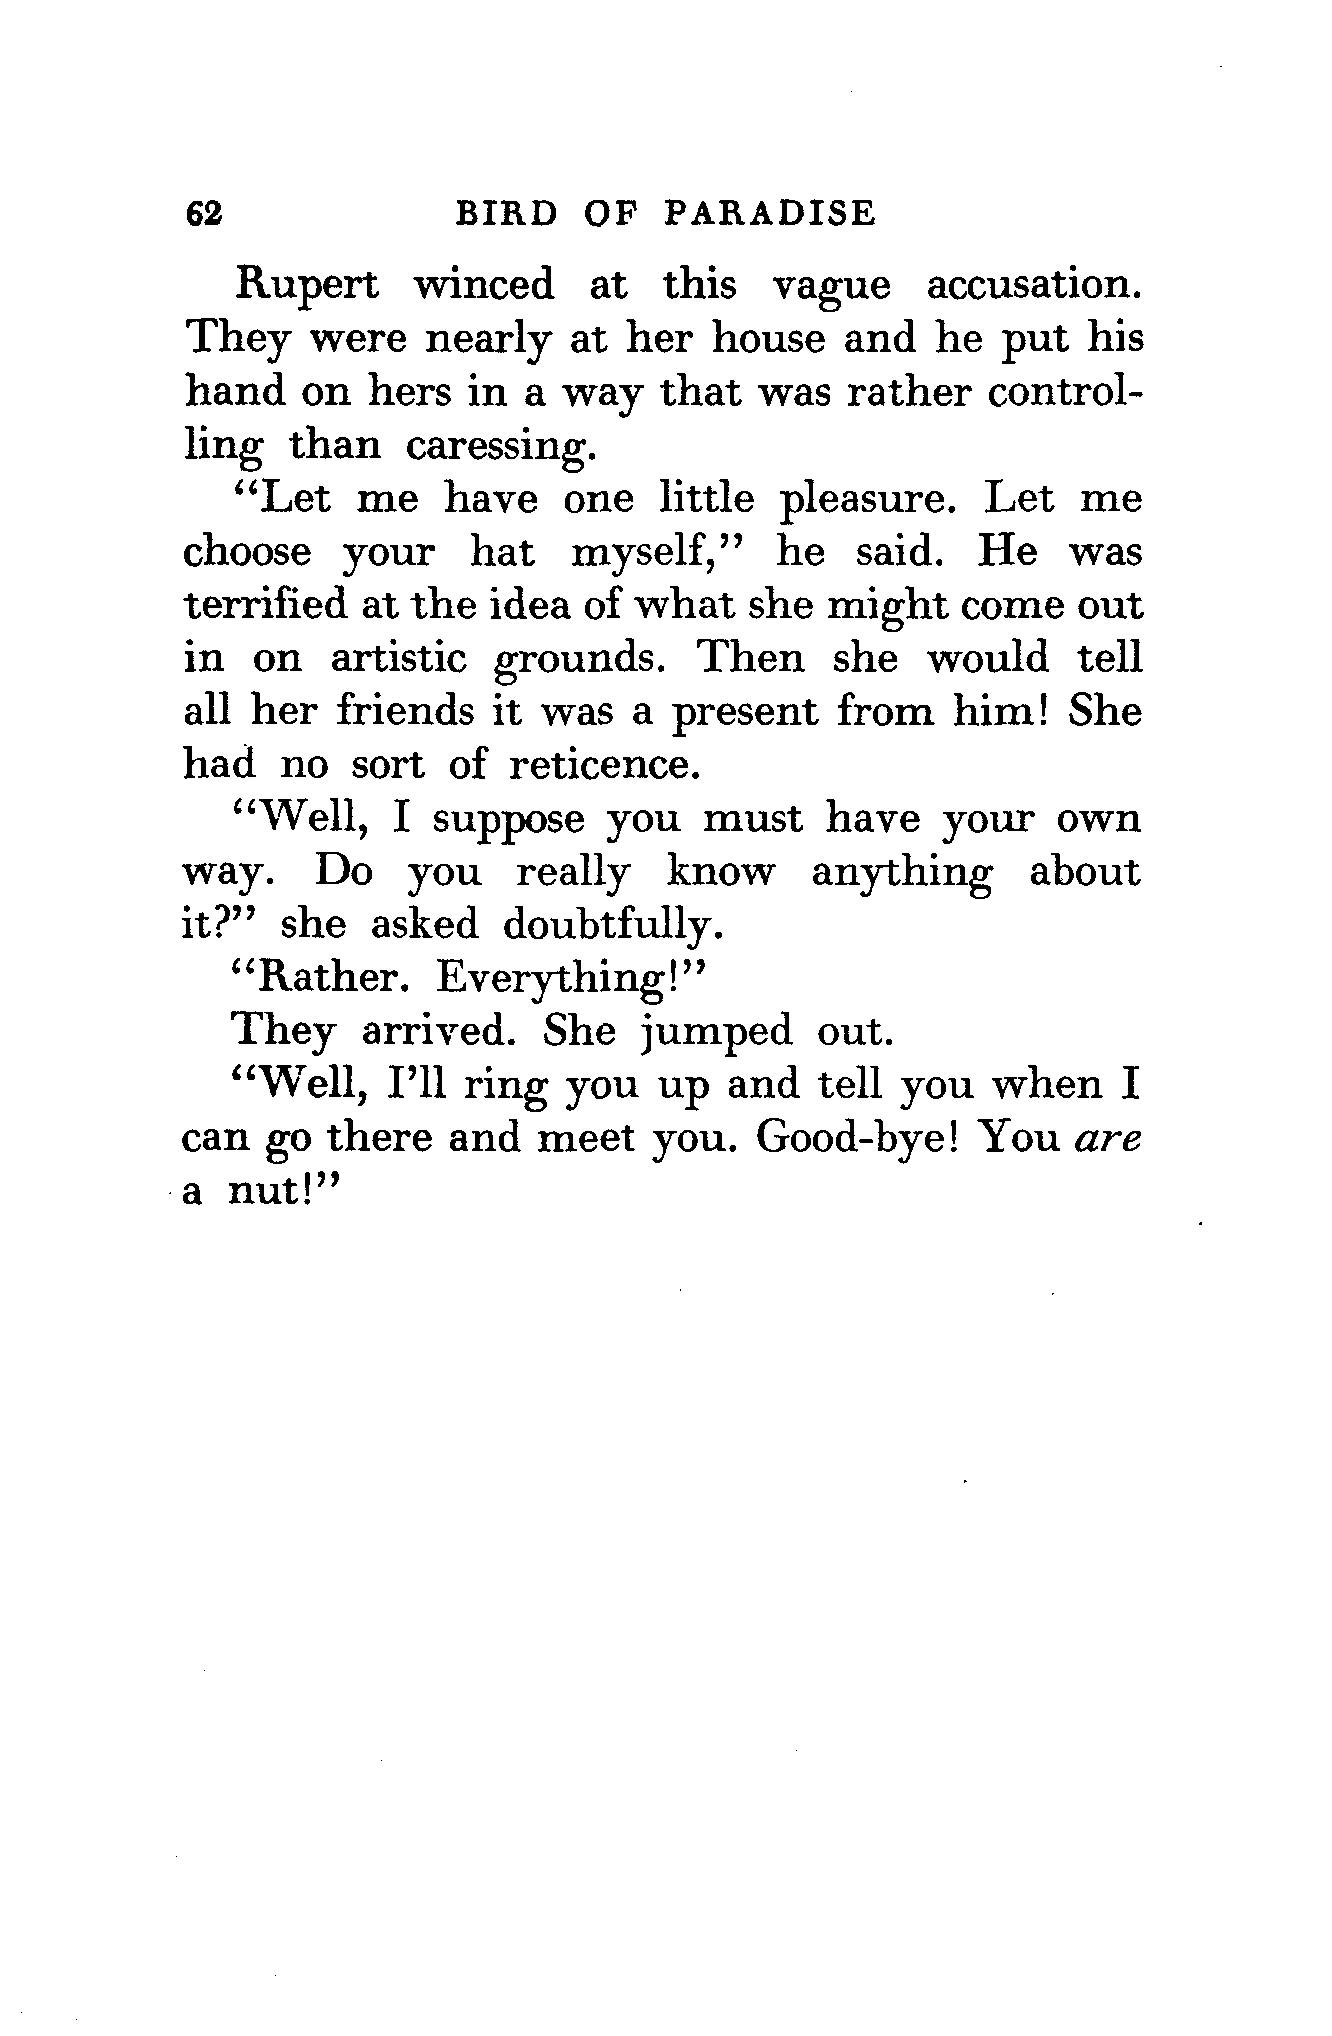 62 BIRD OF PARADISE
Rupert winced at this vague accusation.
They were nearly at her house and he put his
hand on hers in a way that was rather control-
ling than caressing.
“Let me have one little pleasure. Let me
choose your hat myself,” he said. He was
terrified at the idea of what she might come out
in on artistic grounds. Then she would tell
all her friends it was a present from him! She
had no sort of reticence.
“Well, I suppose you must have your own
way. Do you really know anything about
it?” she asked doubtfully.
“Rather. Everything!”
They arrived. She jumped out.
“Well, I’ll ring you up and tell you when I
can go there and meet you. Good-bye! You are
a nut!”